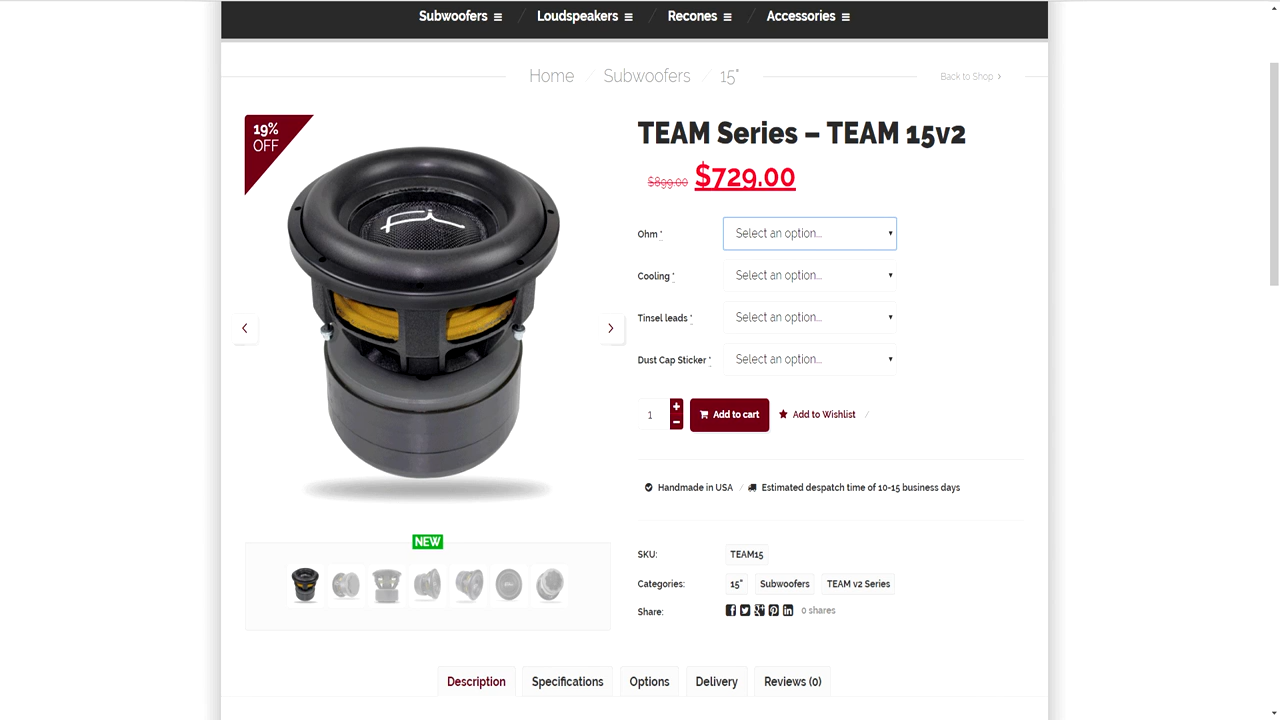 Subwoofers / Loudspeakers / Recones / Accessories
Home / Subwoofers / 15"
Back to Shop
19%
OFF
Fi
TEAM Series – TEAM 15v2
$899.00 $729.00
Ohm * Select an option...
Cooling * Select an option...
Tinsel leads * Select an option...
Dust Cap Sticker * Select an option...
1 + − Add to cart Add to Wishlist /
Handmade in USA / Estimated despatch time of 10-15 business days
NEW
SKU: TEAM15
Categories: 15" Subwoofers TEAM v2 Series
Share: 0 shares
Description Specifications Options Delivery Reviews (0)